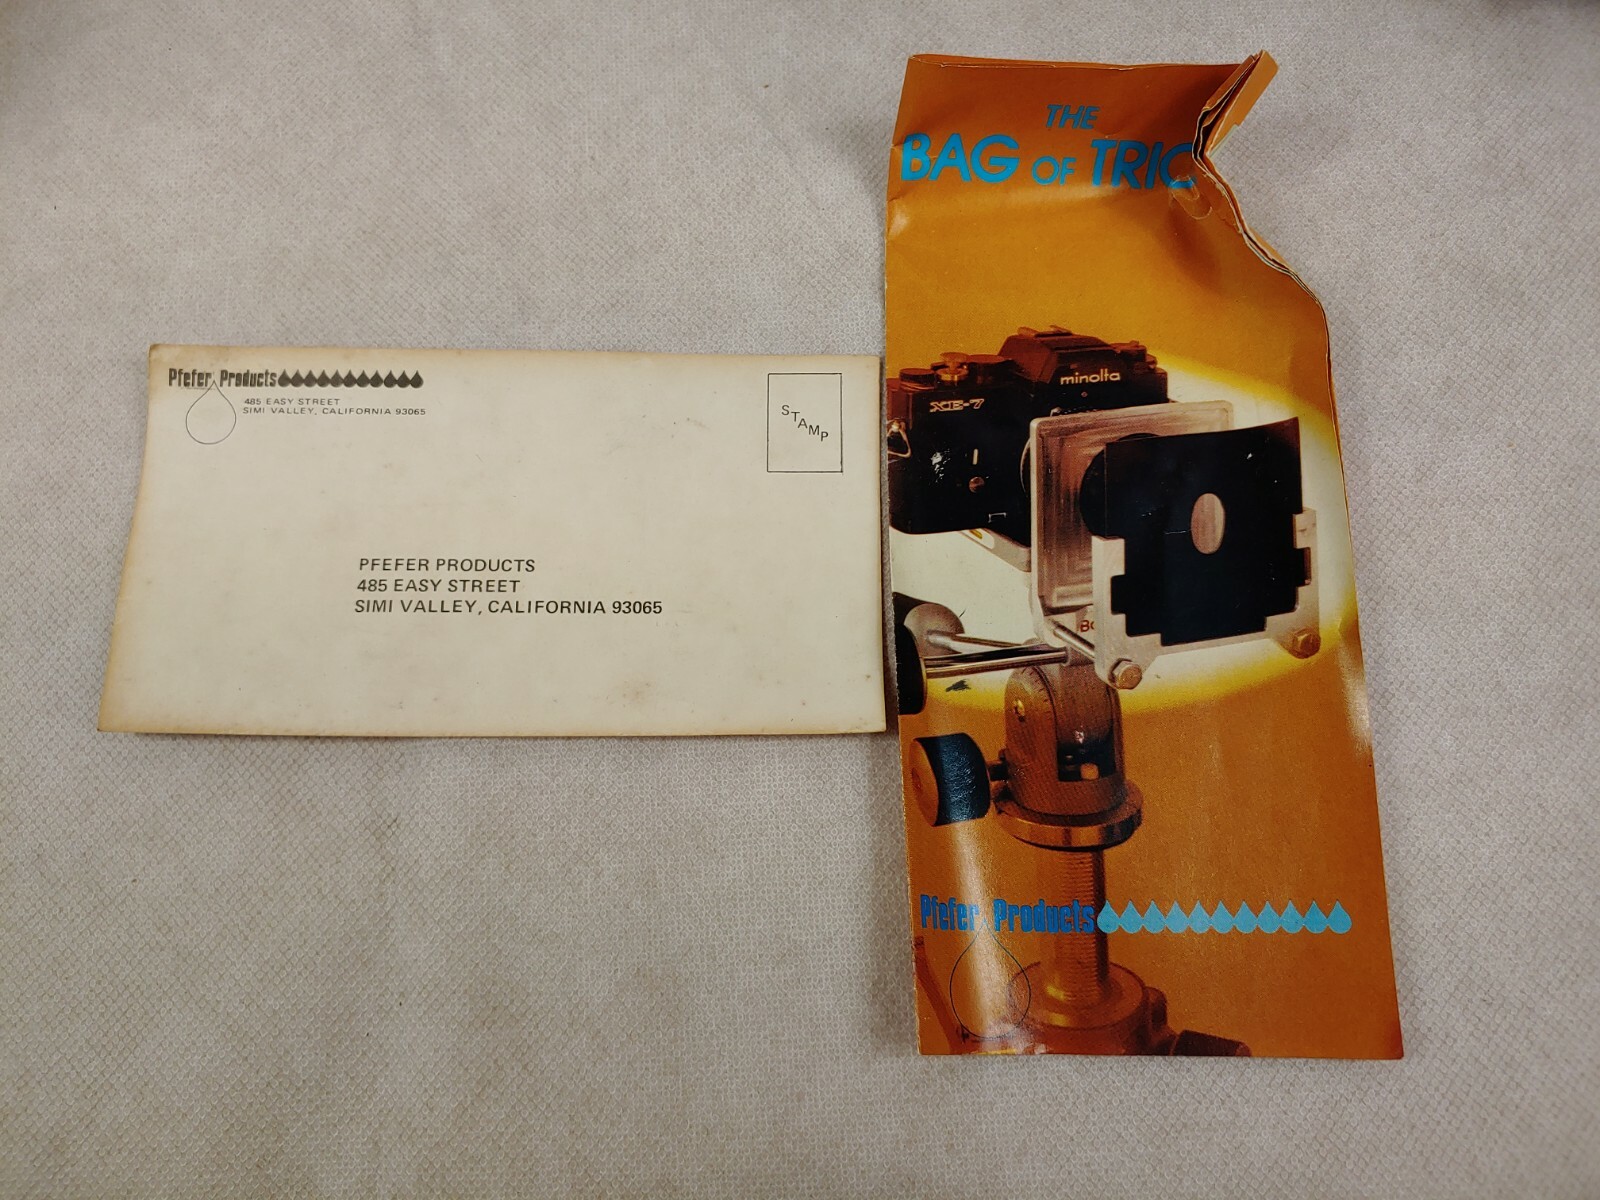 Pfefer Products
485 EASY STREET
SIMI VALLEY, CALIFORNIA 93065
STAMP
PFEFER PRODUCTS
485 EASY STREET
SIMI VALLEY, CALIFORNIA 93065
THE
BAG OF TRIC
minolta
XE-7
Pfefer Products